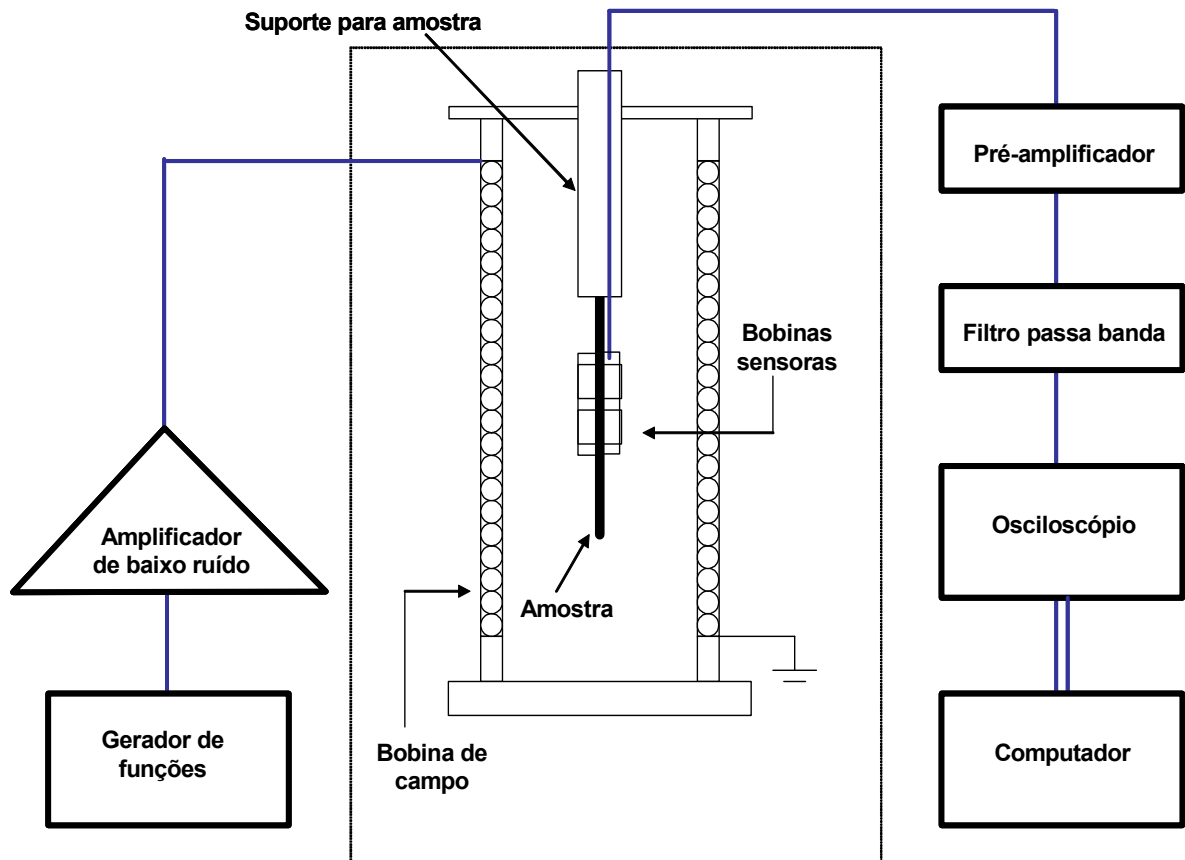 Suporte para amostra
Pré-amplificador
Filtro passa banda
Bobinas
sensoras
Osciloscópio
Amplificador
de baixo ruído
Amostra
Gerador de
funções
Bobina de
campo
Computador